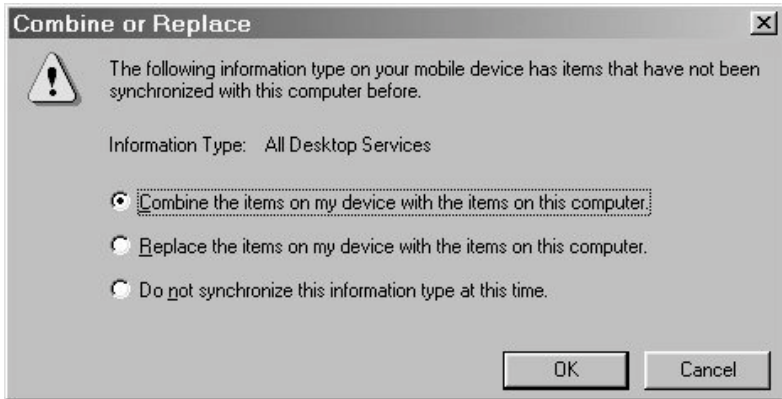 Combine or Replace
The following information type on your mobile device has items that have not been
synchronized with this computer before.
Information Type: All Desktop Services
Combine the items on my device with the items on this computer.
Replace the items on my device with the items on this computer.
Do not synchronize this information type at this time.
OK Cancel